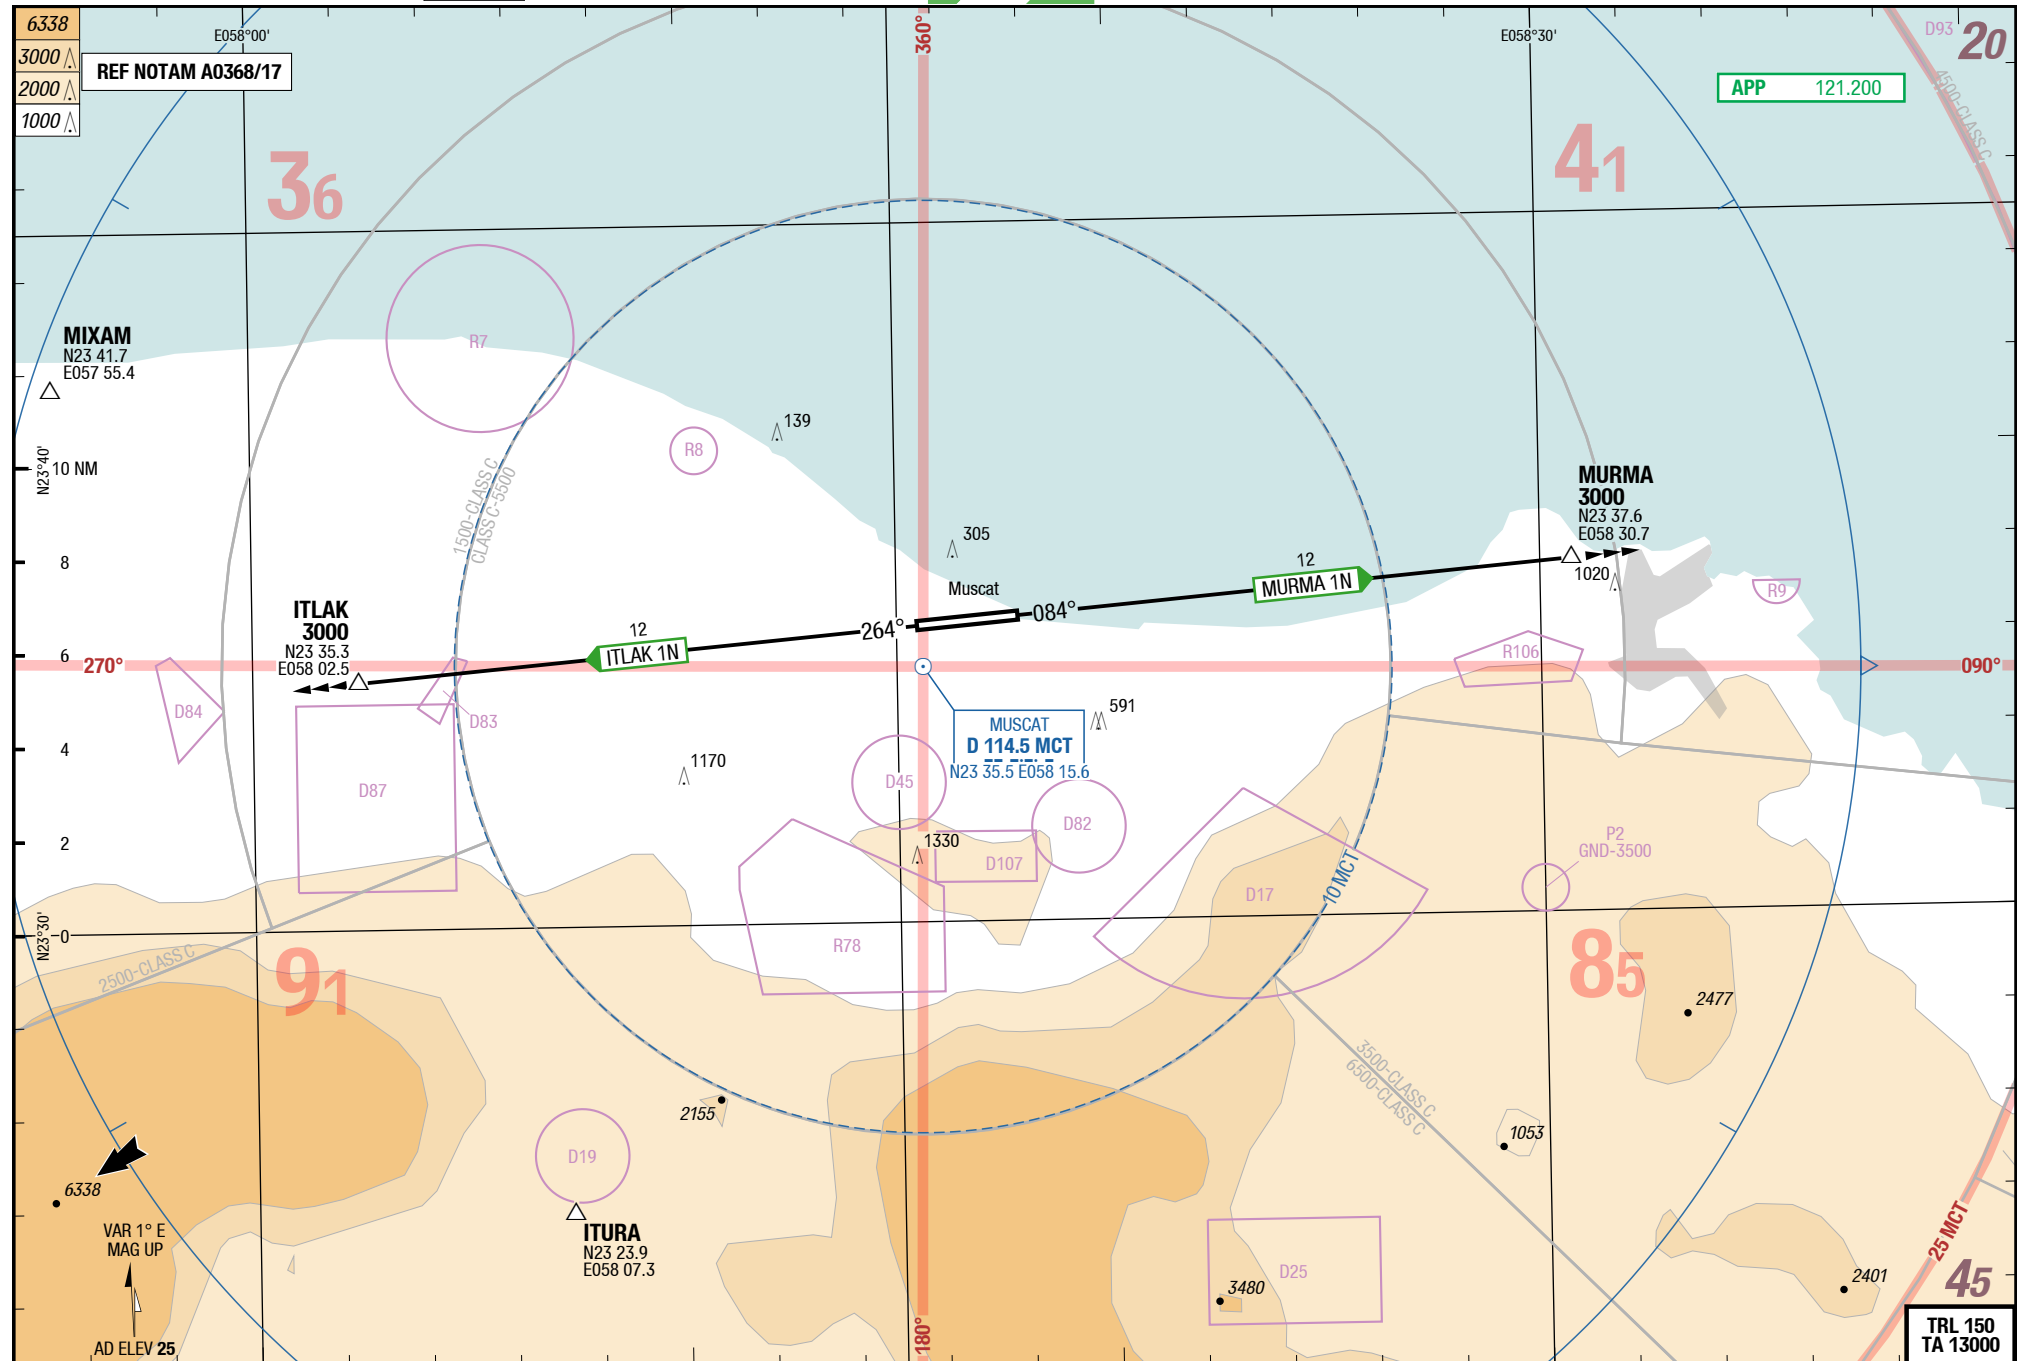 6338
3000
2000
1000
REF NOTAM A0368/17
E058°00'
360°
E058°30'
D93
20
4500-CLASS C
APP 121.200
36
41
MIXAM
N23 41.7
E057 55.4
R7
R8
139
N23°40'
10 NM
8
6
4
2
0
N23°30'
1500-CLASS C
CLASS C-5500
305
Muscat
MURMA
3000
N23 37.6
E058 30.7
1020
R9
12
MURMA 1N
084°
264°
12
ITLAK 1N
ITLAK
3000
N23 35.3
E058 02.5
270°
090°
R106
D84
D83
D87
1170
D45
MUSCAT
D 114.5 MCT
N23 35.5 E058 15.6
591
D82
1330
D107
D17
10 MCT
P2
GND-3500
R78
2500-CLASS C
91
85
2477
3500-CLASS C
6500-CLASS C
1053
2155
D19
ITURA
N23 23.9
E058 07.3
6338
VAR 1° E
MAG UP
AD ELEV 25
180°
D25
3480
2401
25 MCT
45
TRL 150
TA 13000